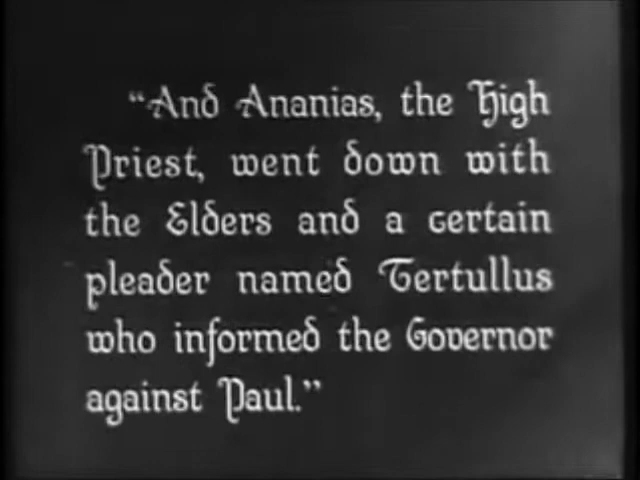 “And Ananias, the High
Priest, went down with
the Elders and a certain
pleader named Tertullus
who informed the Governor
against Paul.”